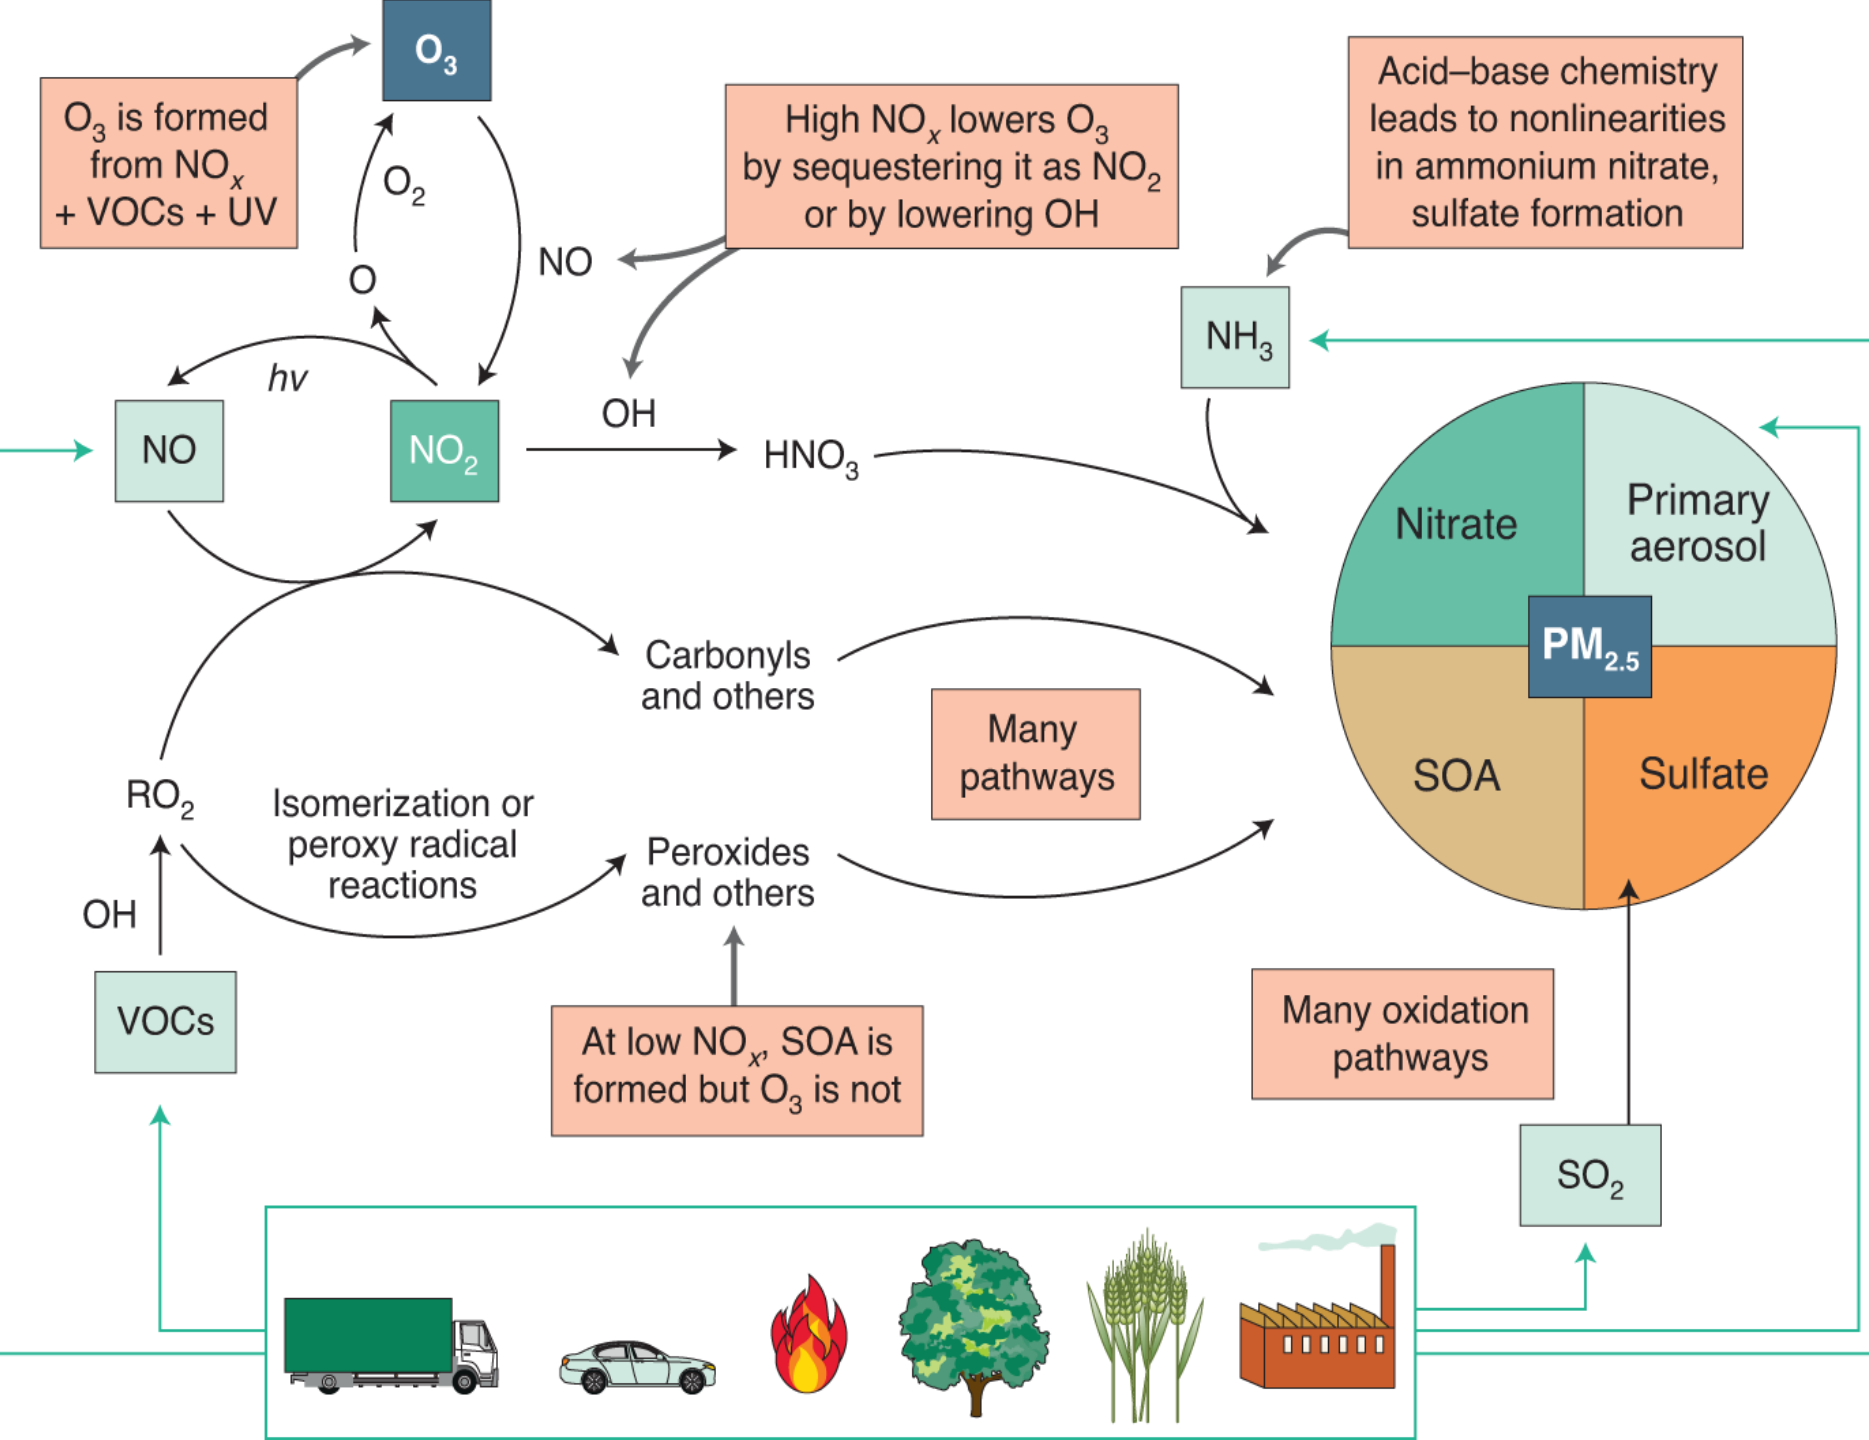 O₃
O₃ is formed
from NOₓ
+ VOCs + UV
High NOₓ lowers O₃
by sequestering it as NO₂
or by lowering OH
Acid–base chemistry
leads to nonlinearities
in ammonium nitrate,
sulfate formation
O₂
O
NO
hv
OH
NH₃
NO
NO₂
HNO₃
Nitrate
Primary
aerosol
PM₂.₅
SOA
Sulfate
Carbonyls
and others
Many
pathways
RO₂
Isomerization or
peroxy radical
reactions
Peroxides
and others
OH
VOCs
At low NOₓ, SOA is
formed but O₃ is not
Many oxidation
pathways
SO₂